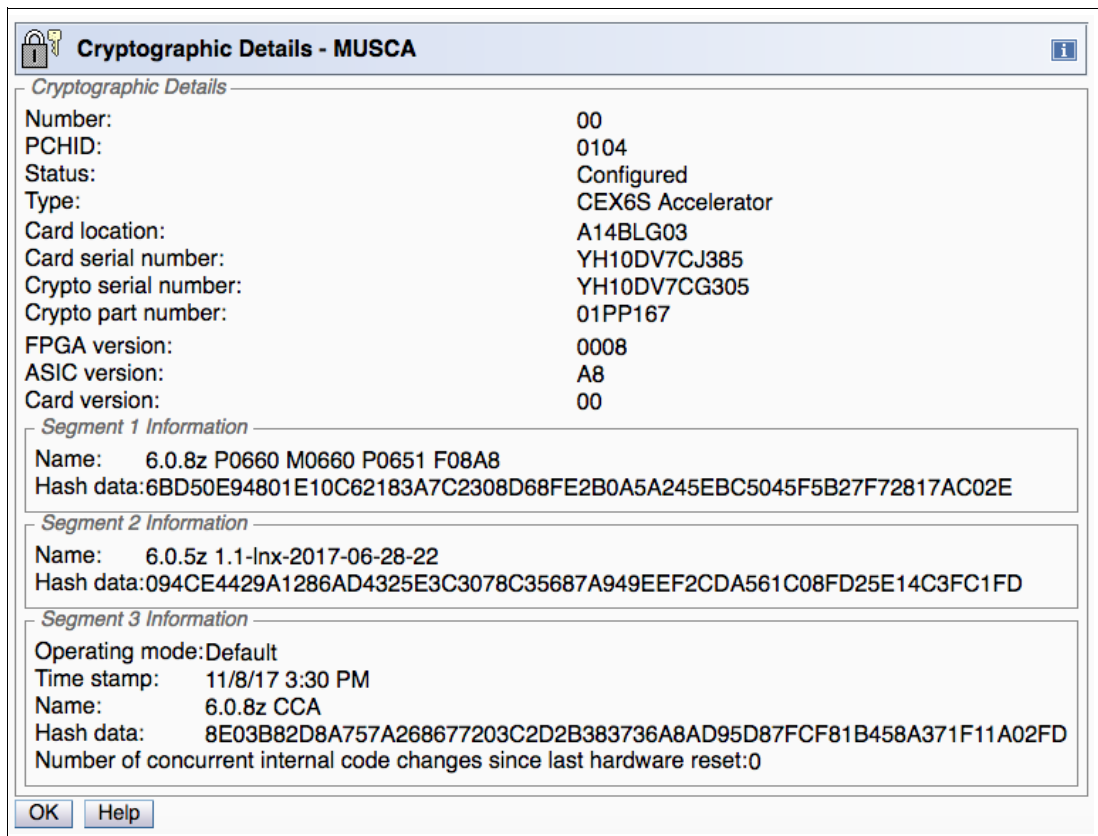 Cryptographic Details - MUSCA
Cryptographic Details
Number: 00
PCHID: 0104
Status: Configured
Type: CEX6S Accelerator
Card location: A14BLG03
Card serial number: YH10DV7CJ385
Crypto serial number: YH10DV7CG305
Crypto part number: 01PP167
FPGA version: 0008
ASIC version: A8
Card version: 00
Segment 1 Information
Name: 6.0.8z P0660 M0660 P0651 F08A8
Hash data:6BD50E94801E10C62183A7C2308D68FE2B0A5A245EBC5045F5B27F72817AC02E
Segment 2 Information
Name: 6.0.5z 1.1-lnx-2017-06-28-22
Hash data:094CE4429A1286AD4325E3C3078C35687A949EEF2CDA561C08FD25E14C3FC1FD
Segment 3 Information
Operating mode:Default
Time stamp: 11/8/17 3:30 PM
Name: 6.0.8z CCA
Hash data: 8E03B82D8A757A268677203C2D2B383736A8AD95D87FCF81B458A371F11A02FD
Number of concurrent internal code changes since last hardware reset:0
OK Help